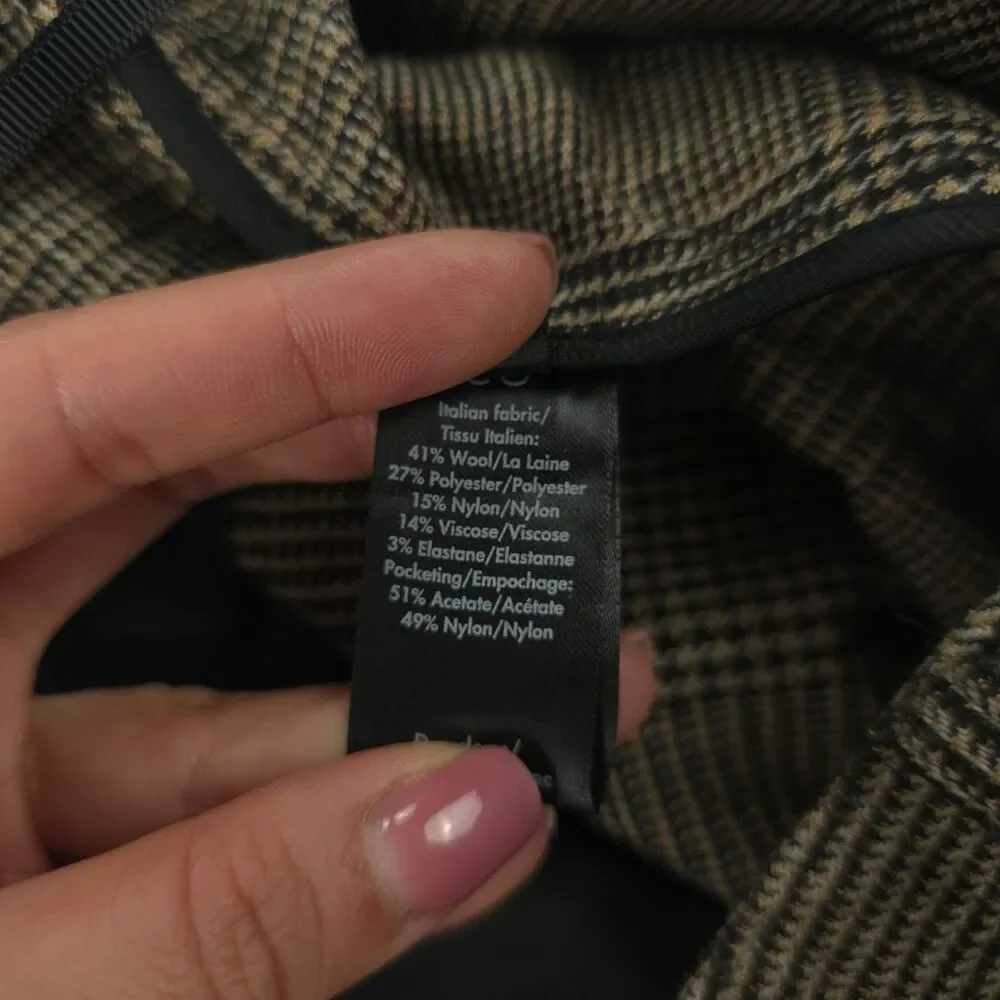 Italian fabric/
Tissu Italien:
41% Wool/La Laine
27% Polyester/Polyester
15% Nylon/Nylon
14% Viscose/Viscose
3% Elastane/Elastanne
Pocketing/Empochage:
51% Acetate/Acétate
49% Nylon/Nylon